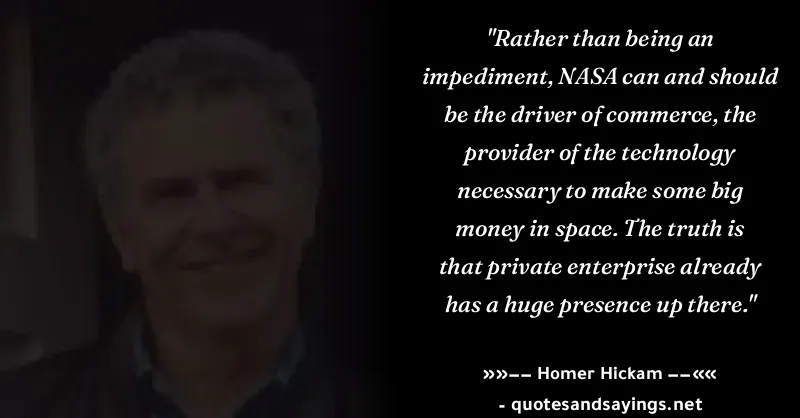 "Rather than being an
impediment, NASA can and should
be the driver of commerce, the
provider of the technology
necessary to make some big
money in space. The truth is
that private enterprise already
has a huge presence up there."
»»–– Homer Hickam ––««
- quotesandsayings.net